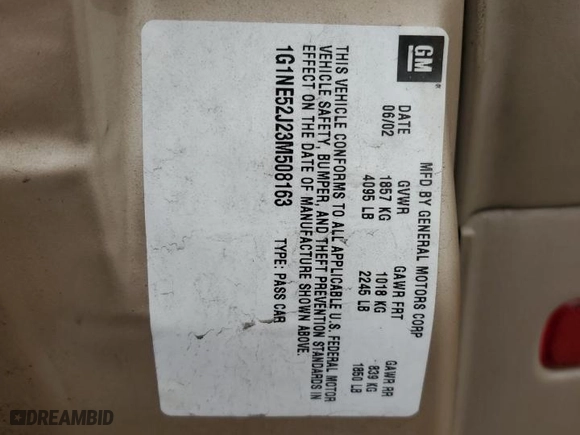 GM
MFD BY GENERAL MOTORS CORP
DATE GVWR GAWR FRT GAWR RR
06/02 1857 KG 1018 KG 839 KG
4095 LB 2245 LB 1850 LB
THIS VEHICLE CONFORMS TO ALL APPLICABLE U.S. FEDERAL MOTOR
VEHICLE SAFETY, BUMPER, AND THEFT PREVENTION STANDARDS IN
EFFECT ON THE DATE OF MANUFACTURE SHOWN ABOVE.
1G1NE52J23M508163 TYPE: PASS CAR
DREAMBID